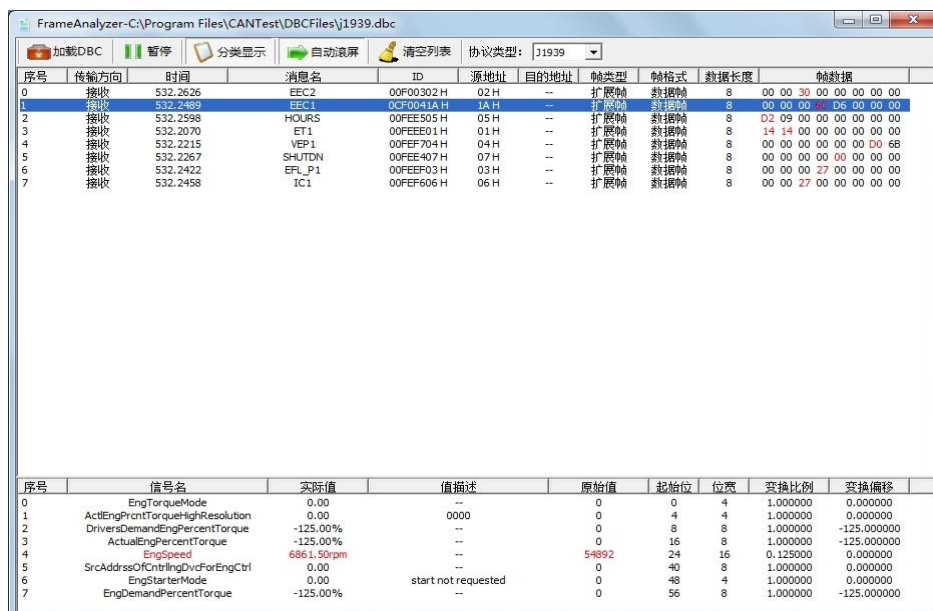 FrameAnalyzer-C:\Program Files\CANTest\DBCFiles\j1939.dbc
加载DBC 暂停 分类显示 自动滚屏 清空列表 协议类型: J1939
序号 传输方向 时间 消息名 ID 源地址 目的地址 帧类型 帧格式 数据长度 帧数据
0 接收 532.2626 EEC2 00F00302 H 02 H -- 扩展帧 数据帧 8 00 00 30 00 00 00 00 00
1 接收 532.2489 EEC1 0CF0041A H 1A H -- 扩展帧 数据帧 8 00 00 00 6C D6 00 00 00
2 接收 532.2598 HOURS 00FEE505 H 05 H -- 扩展帧 数据帧 8 D2 09 00 00 00 00 00 00
3 接收 532.2070 ET1 00FEEE01 H 01 H -- 扩展帧 数据帧 8 14 14 00 00 00 00 00 00
4 接收 532.2215 VEP1 00FEF704 H 04 H -- 扩展帧 数据帧 8 00 00 00 00 00 00 D0 6B
5 接收 532.2267 SHUTDN 00FEE407 H 07 H -- 扩展帧 数据帧 8 00 00 00 00 00 00 00 00
6 接收 532.2422 EFL_P1 00FEEF03 H 03 H -- 扩展帧 数据帧 8 00 00 00 27 00 00 00 00
7 接收 532.2458 IC1 00FEF606 H 06 H -- 扩展帧 数据帧 8 00 00 27 00 00 00 00 00
序号 信号名 实际值 值描述 原始值 起始位 位宽 变换比例 变换偏移
0 EngTorqueMode 0.00 -- 0 0 4 1.000000 0.000000
1 ActlEngPrcntTorqueHighResolution 0.00 0000 0 4 4 1.000000 0.000000
2 DriversDemandEngPercentTorque -125.00% -- 0 8 8 1.000000 -125.000000
3 ActualEngPercentTorque -125.00% -- 0 16 8 1.000000 -125.000000
4 EngSpeed 6861.50rpm -- 54892 24 16 0.125000 0.000000
5 SrcAddrssOfCntrllngDvcForEngCtrl 0.00 -- 0 40 8 1.000000 0.000000
6 EngStarterMode 0.00 start not requested 0 48 4 1.000000 0.000000
7 EngDemandPercentTorque -125.00% -- 0 56 8 1.000000 -125.000000